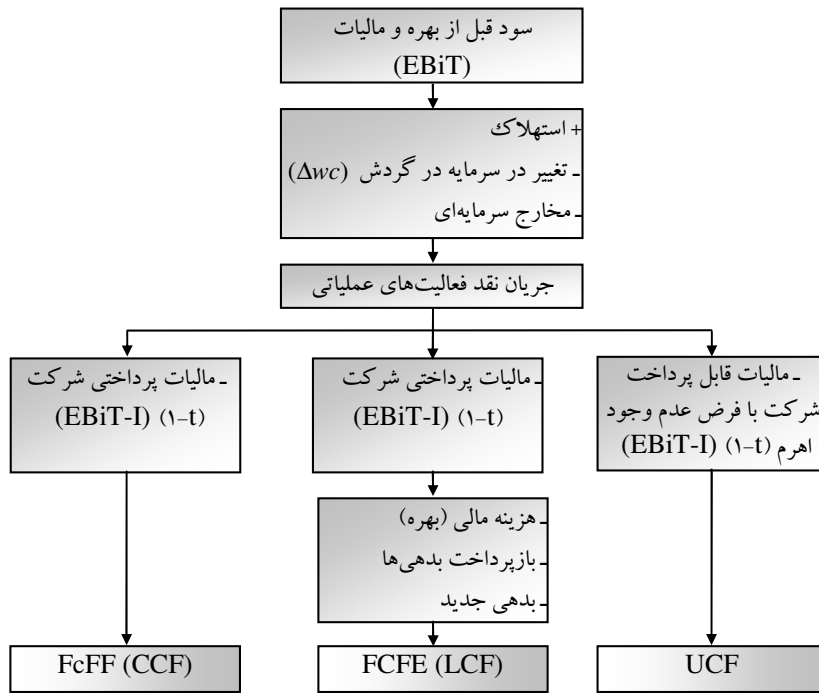 سود قبل از بهره و مالیات
(EBiT)
+ استهلاک
ـ تغییر در سرمایه در گردش (Δwc)
ـ مخارج سرمایه‌ای
جریان نقد فعالیت‌های عملیاتی
ـ مالیات قابل پرداخت
شرکت با فرض عدم وجود
اهرم (EBiT-I) (۱–t)
ـ مالیات پرداختی شرکت
(EBiT-I) (۱–t)
ـ مالیات پرداختی شرکت
(EBiT-I) (۱–t)
ـ هزینه مالی (بهره)
ـ بازپرداخت بدهی‌ها
ـ بدهی جدید
UCF
FCFE (LCF)
FcFF (CCF)